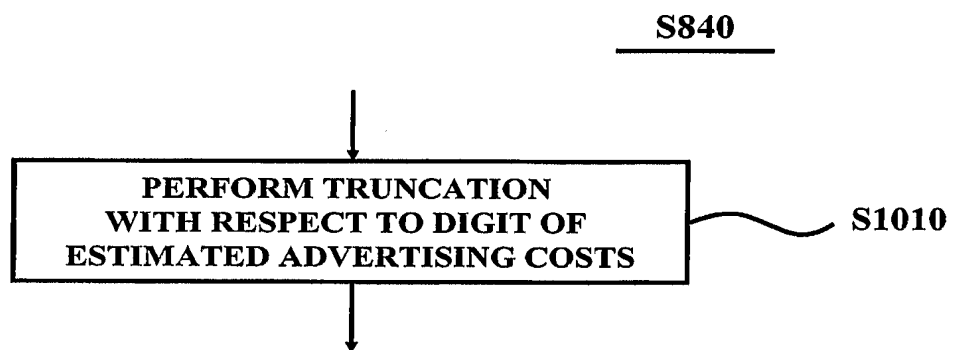 S840
PERFORM TRUNCATION
WITH RESPECT TO DIGIT OF
ESTIMATED ADVERTISING COSTS
S1010